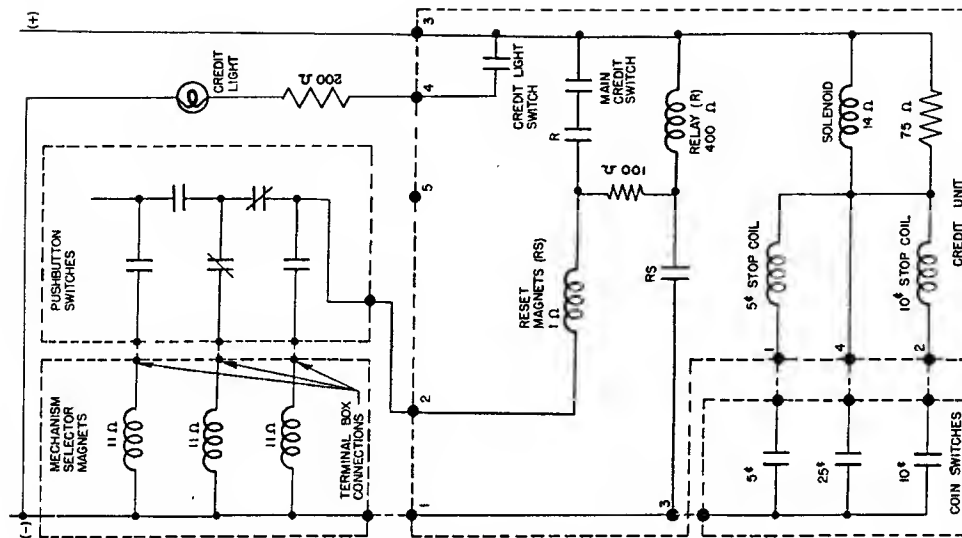 (+)
(-)
CREDIT
LIGHT
200 Ω
3
4
5
2
1
PUSHBUTTON
SWITCHES
MECHANISM
SELECTOR
MAGNETS
11 Ω
11 Ω
11 Ω
TERMINAL BOX
CONNECTIONS
CREDIT LIGHT
SWITCH
MAIN
CREDIT
SWITCH
R
100 Ω
RELAY (R)
400 Ω
RESET
MAGNETS (RS)
1 Ω
RS
3
SOLENOID
14 Ω
75 Ω
5¢ STOP COIL
10¢ STOP COIL
1
4
2
CREDIT UNIT
5¢
25¢
10¢
COIN SWITCHES